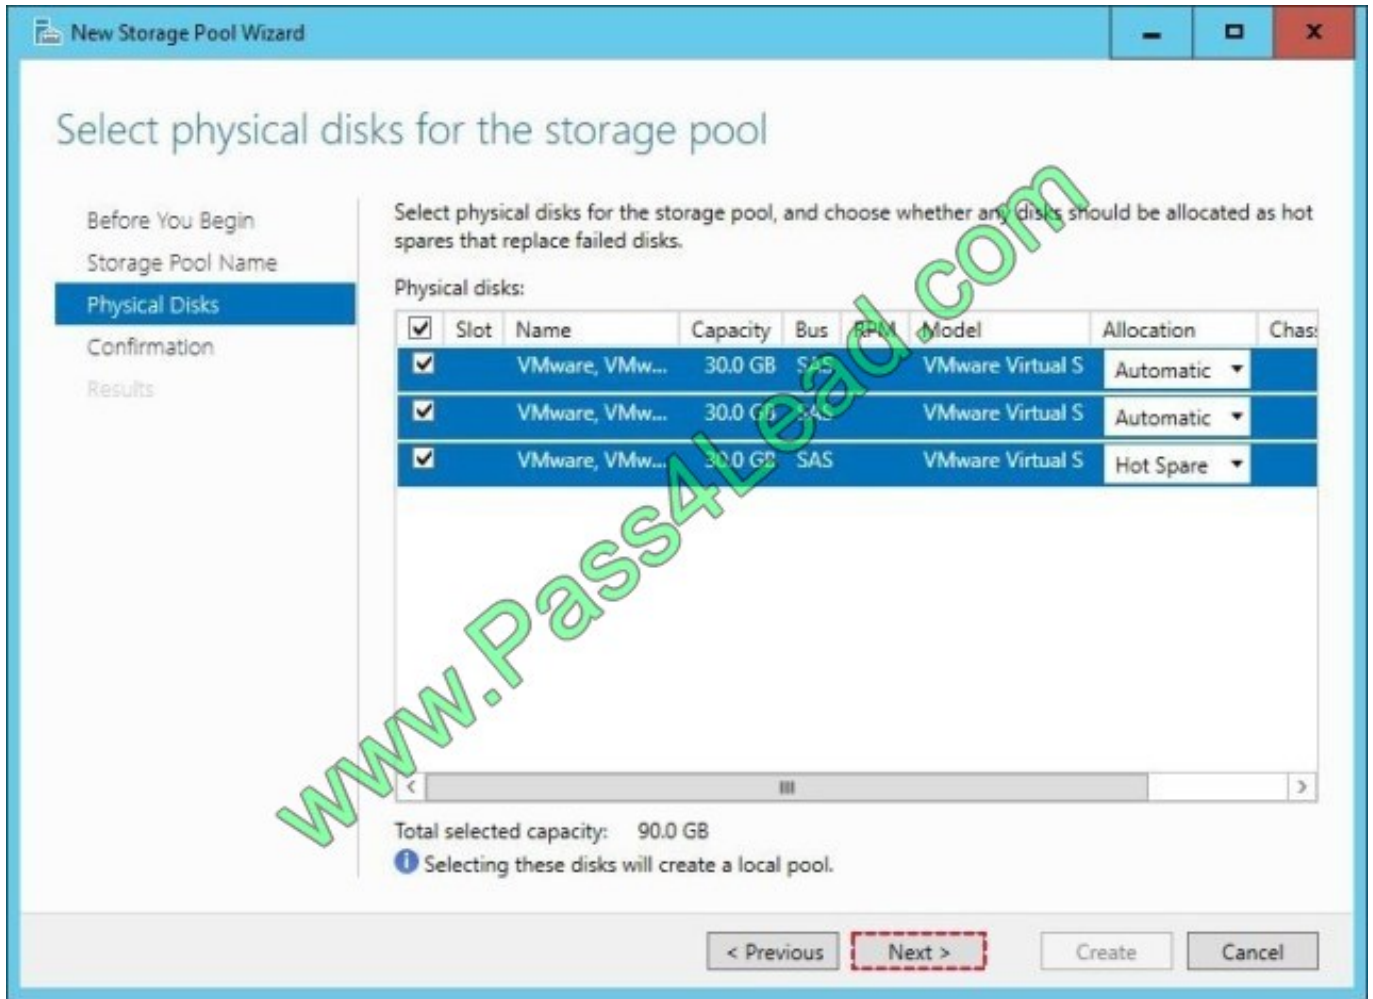 New Storage Pool Wizard
Select physical disks for the storage pool
Before You Begin
Storage Pool Name
Physical Disks
Confirmation
Results
Select physical disks for the storage pool, and choose whether any disks should be allocated as hot
spares that replace failed disks.
Physical disks:
Slot Name Capacity Bus RPM Model Allocation Chas
VMware, VMw... 30.0 GB SAS VMware Virtual S Automatic
VMware, VMw... 30.0 GB SAS VMware Virtual S Automatic
VMware, VMw... 30.0 GB SAS VMware Virtual S Hot Spare
Total selected capacity: 90.0 GB
Selecting these disks will create a local pool.
< Previous Next > Create Cancel
www.Pass4Lead.com